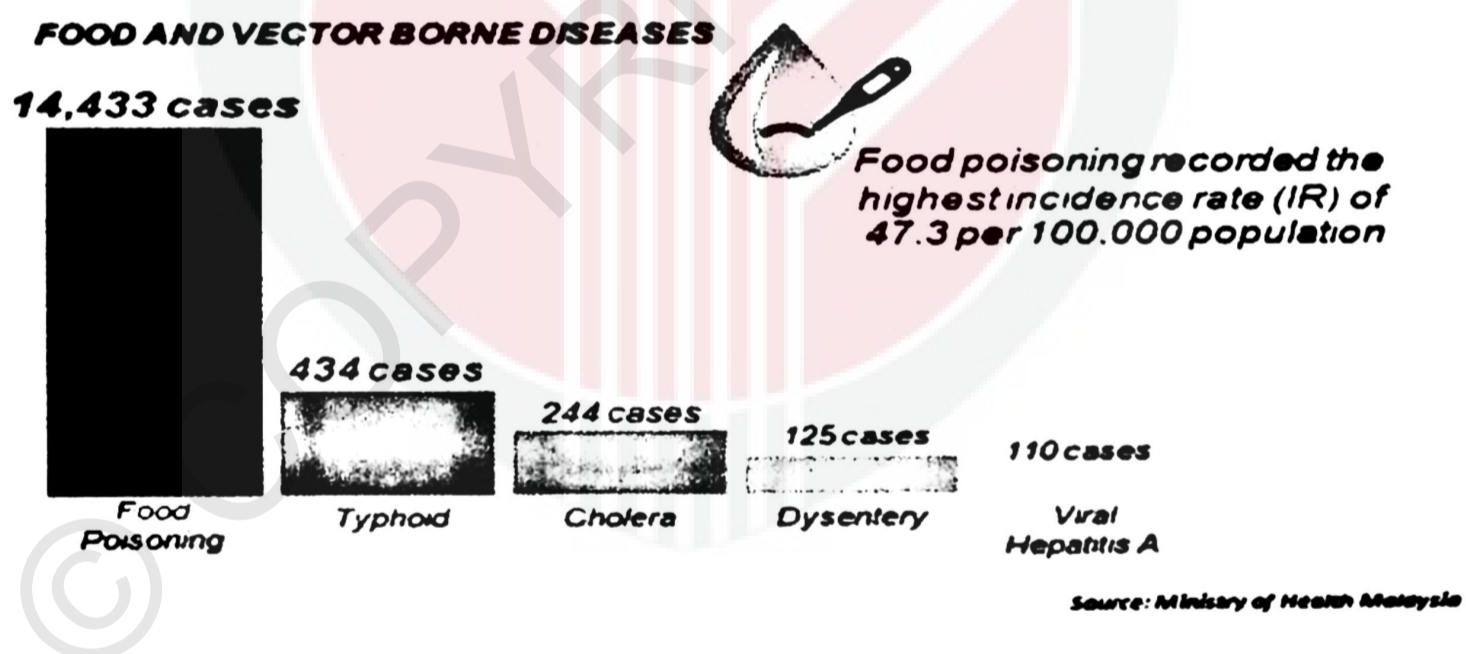 FOOD AND VECTOR BORNE DISEASES
14,433 cases
Food poisoning recorded the
highest incidence rate (IR) of
47.3 per 100.000 population
434 cases
244 cases
125 cases
110 cases
Food
Poisoning
Typhoid
Cholera
Dysentery
Viral
Hepatitis A
Source: Ministry of Health Malaysia
© COPYRI